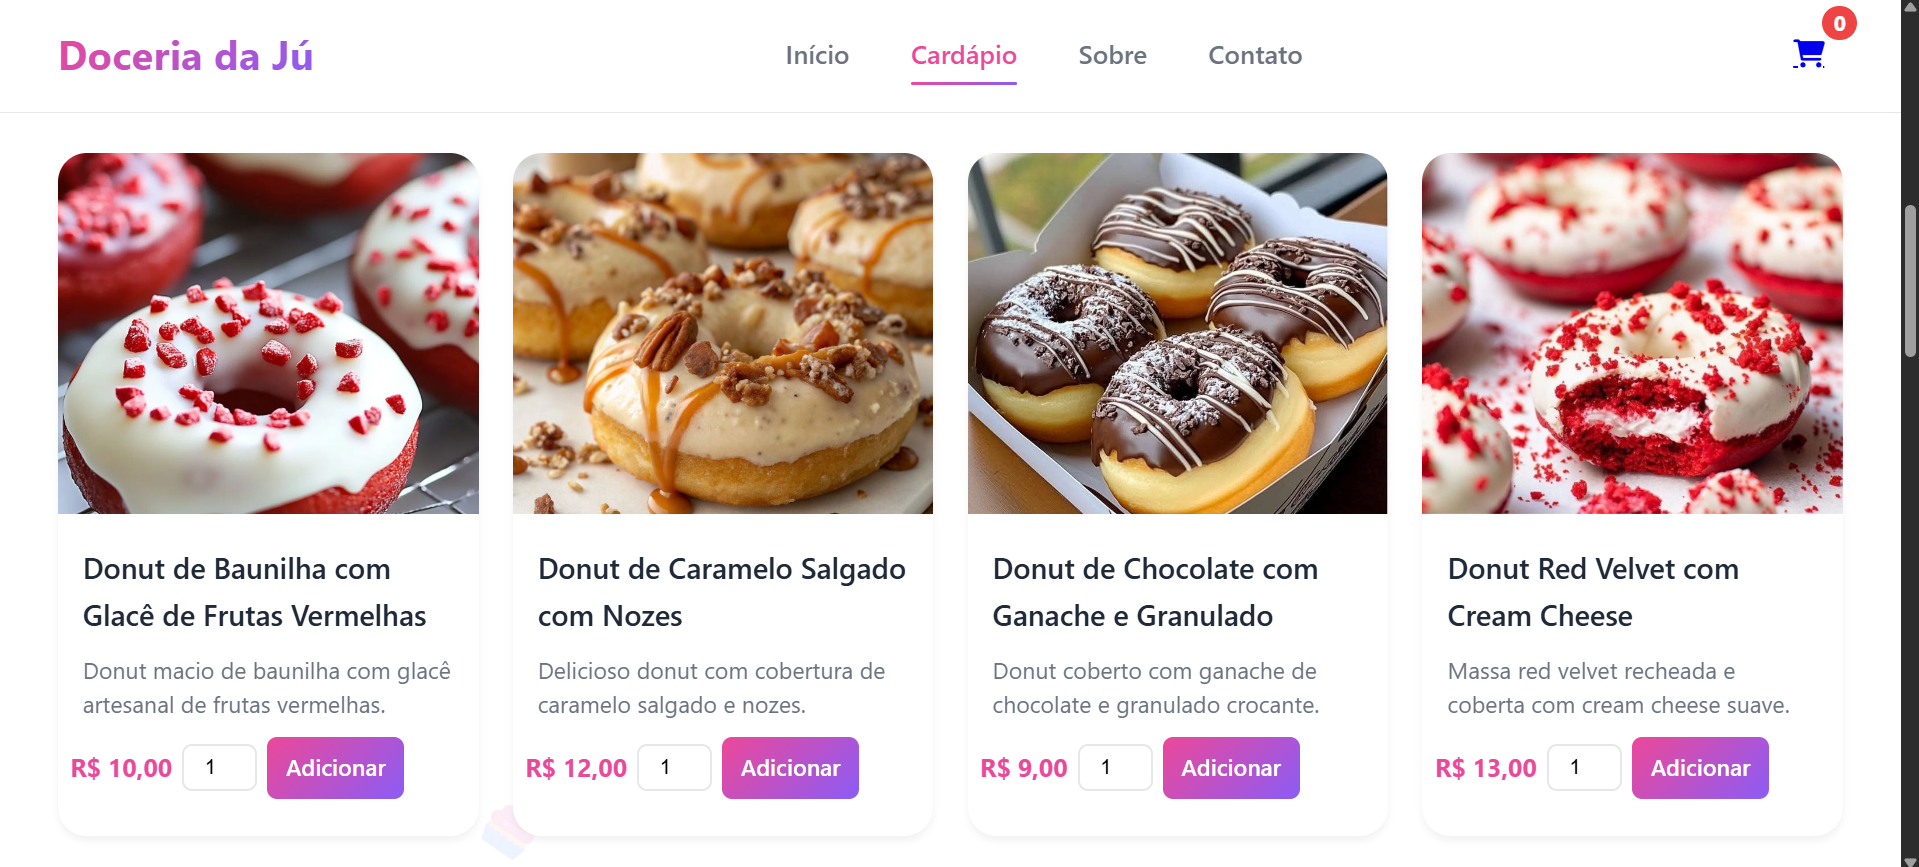 Doceria da Jú
Início
Cardápio
Sobre
Contato
0
Donut de Baunilha com
Glacê de Frutas Vermelhas
Donut macio de baunilha com glacê
artesanal de frutas vermelhas.
R$ 10,00
1
Adicionar
Donut de Caramelo Salgado
com Nozes
Delicioso donut com cobertura de
caramelo salgado e nozes.
R$ 12,00
1
Adicionar
Donut de Chocolate com
Ganache e Granulado
Donut coberto com ganache de
chocolate e granulado crocante.
R$ 9,00
1
Adicionar
Donut Red Velvet com
Cream Cheese
Massa red velvet recheada e
coberta com cream cheese suave.
R$ 13,00
1
Adicionar